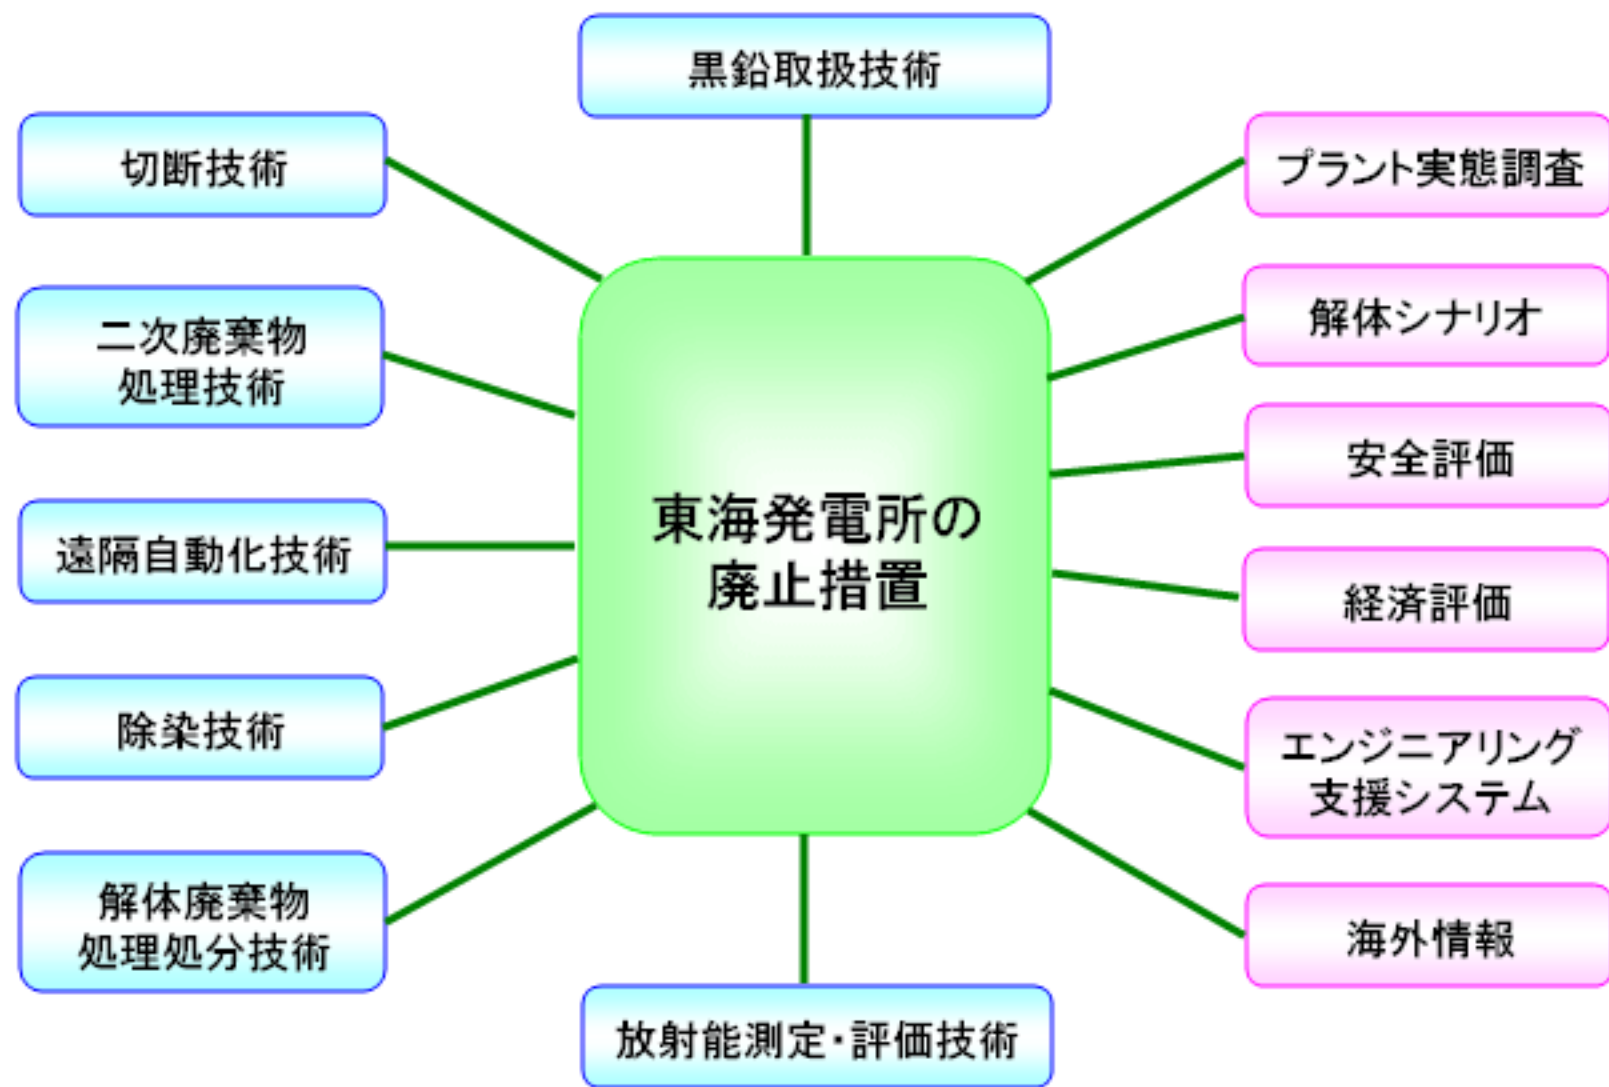 黒鉛取扱技術
切断技術
二次廃棄物
処理技術
遠隔自動化技術
除染技術
解体廃棄物
処理処分技術
東海発電所の
廃止措置
プラント実態調査
解体シナリオ
安全評価
経済評価
エンジニアリング
支援システム
海外情報
放射能測定・評価技術